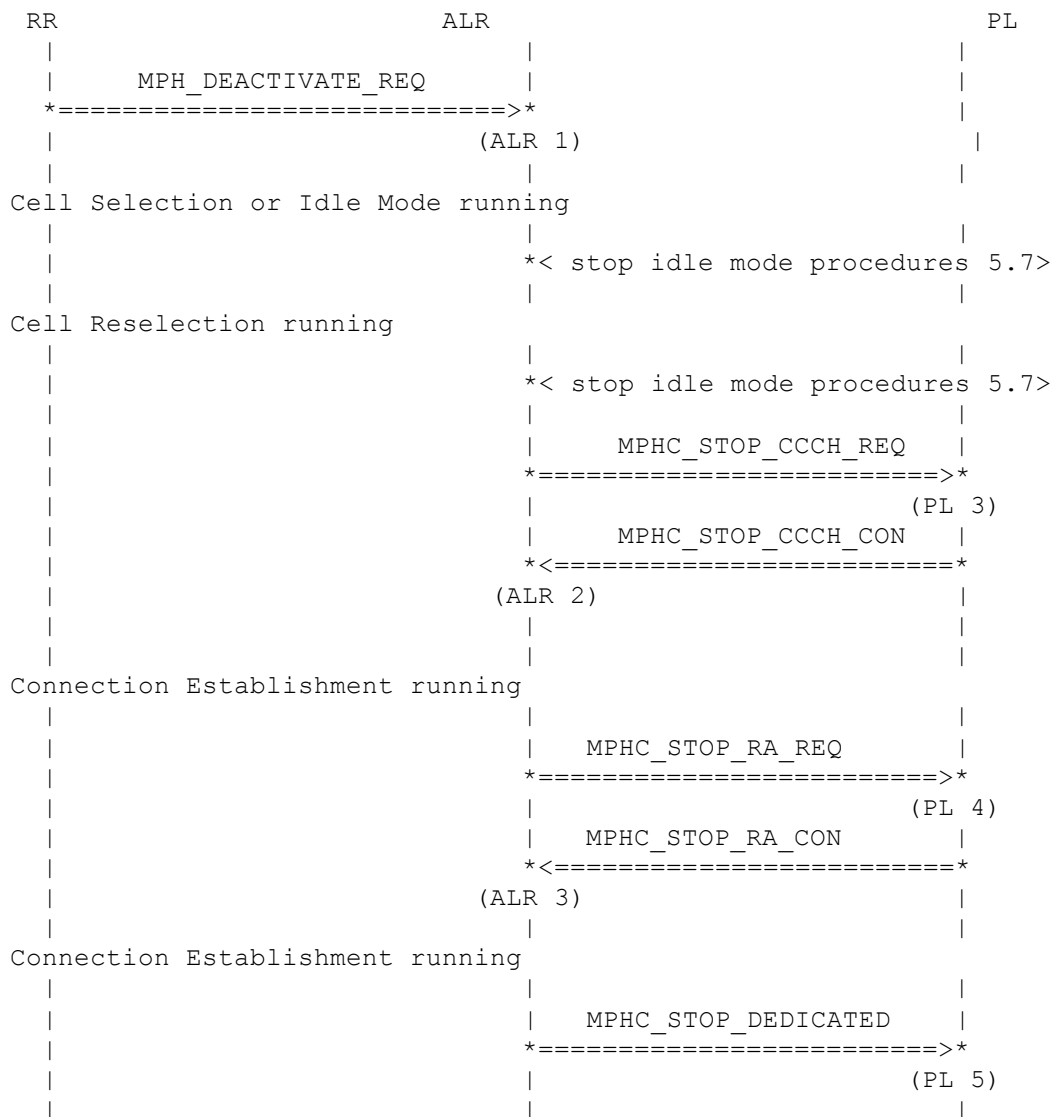 RR ALR PL
MPH_DEACTIVATE_REQ
(ALR 1)
Cell Selection or Idle Mode running
*< stop idle mode procedures 5.7>
Cell Reselection running
*< stop idle mode procedures 5.7>
MPHC_STOP_CCCH_REQ
(PL 3)
MPHC_STOP_CCCH_CON
(ALR 2)
Connection Establishment running
MPHC_STOP_RA_REQ
(PL 4)
MPHC_STOP_RA_CON
(ALR 3)
Connection Establishment running
MPHC_STOP_DEDICATED
(PL 5)